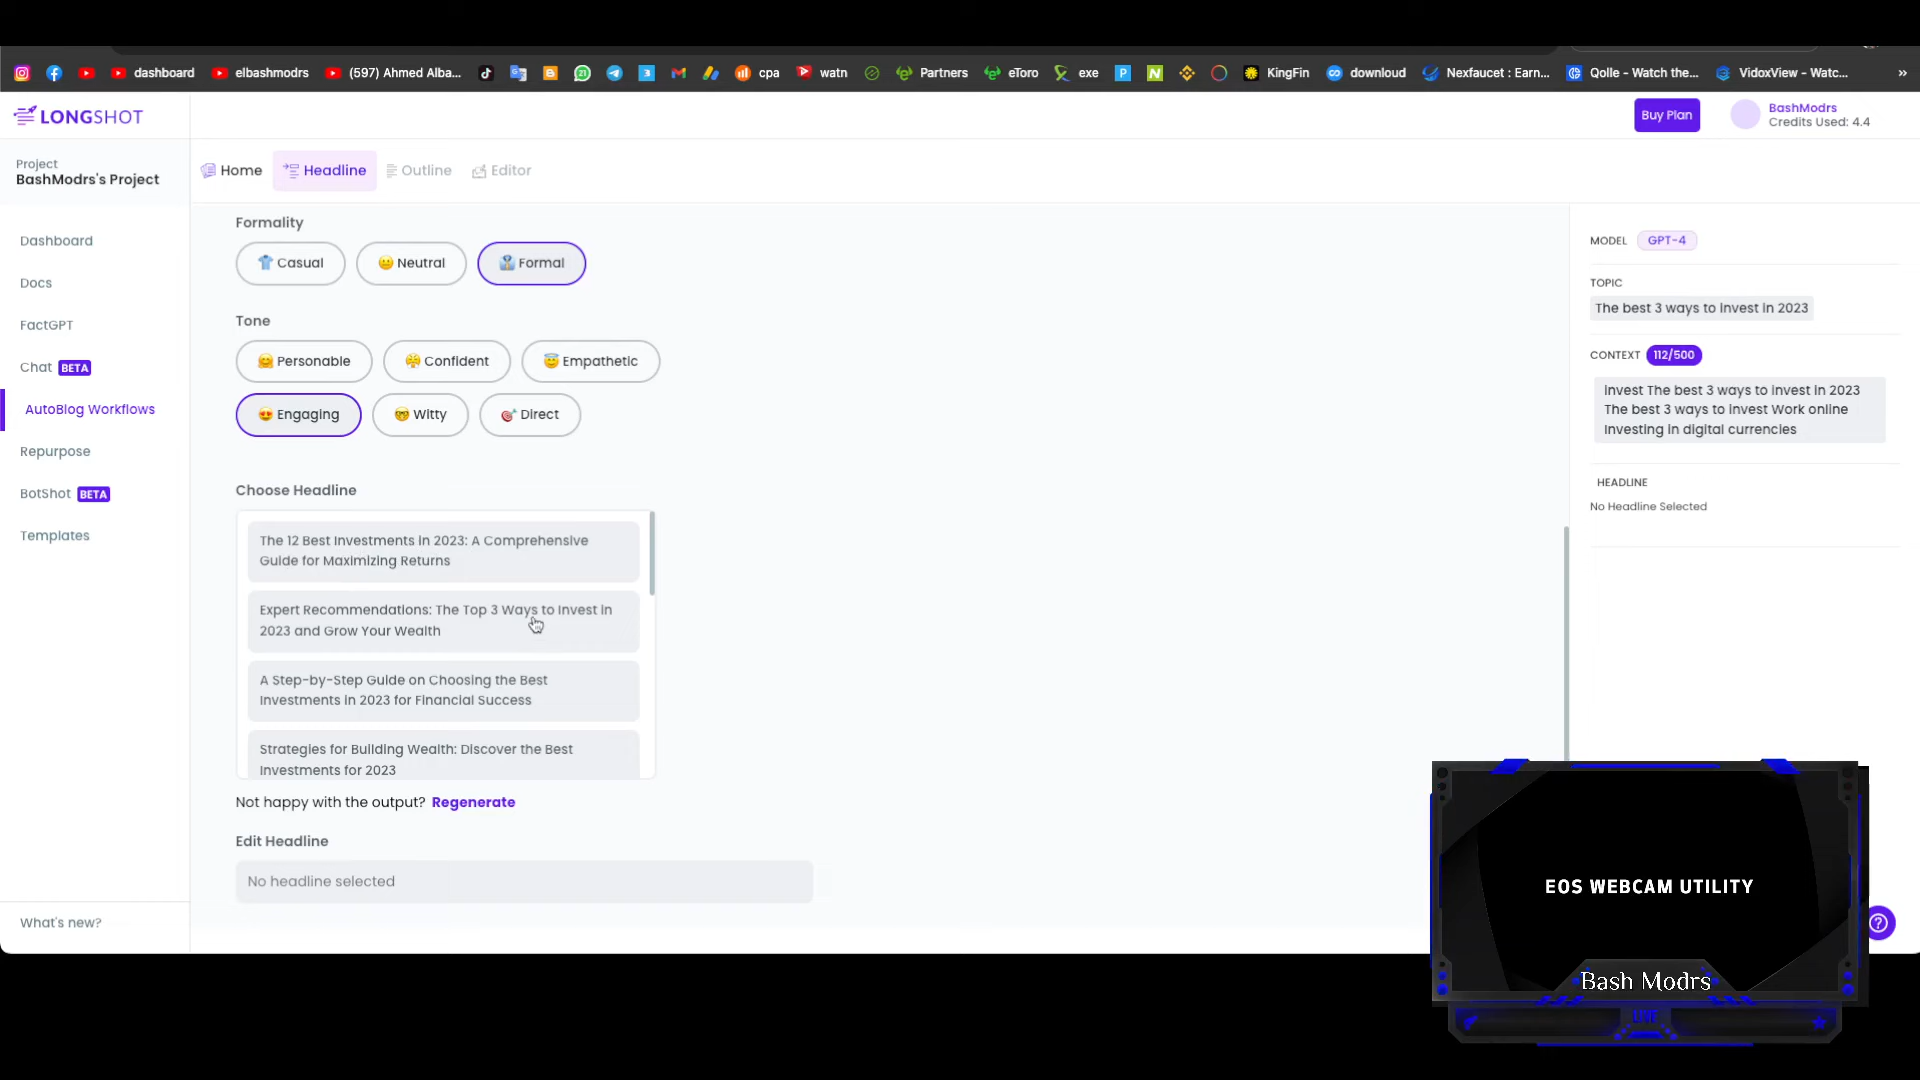 dashboard
elbashmodrs
(597) Ahmed Alba...
cpa
watn
Partners
eToro
exe
KingFin
downloud
Nexfaucet : Earn...
Qolle - Watch the...
VidoxView - Watc...
»
LONGSHOT
Buy Plan
BashModrs
Credits Used: 4.4
Project
BashModrs's Project
Home
Headline
Outline
Editor
Dashboard
Docs
FactGPT
Chat BETA
AutoBlog Workflows
Repurpose
BotShot BETA
Templates
What's new?
Formality
Casual
Neutral
Formal
Tone
Personable
Confident
Empathetic
Engaging
Witty
Direct
Choose Headline
The 12 Best Investments in 2023: A Comprehensive
Guide for Maximizing Returns
Expert Recommendations: The Top 3 Ways to Invest in
2023 and Grow Your Wealth
A Step-by-Step Guide on Choosing the Best
Investments in 2023 for Financial Success
Strategies for Building Wealth: Discover the Best
Investments for 2023
Not happy with the output? Regenerate
Edit Headline
No headline selected
MODEL GPT-4
TOPIC
The best 3 ways to invest in 2023
CONTEXT 112/500
Invest The best 3 ways to invest in 2023
The best 3 ways to invest Work online
Investing in digital currencies
HEADLINE
No Headline Selected
EOS WEBCAM UTILITY
Bash Modrs
LIVE